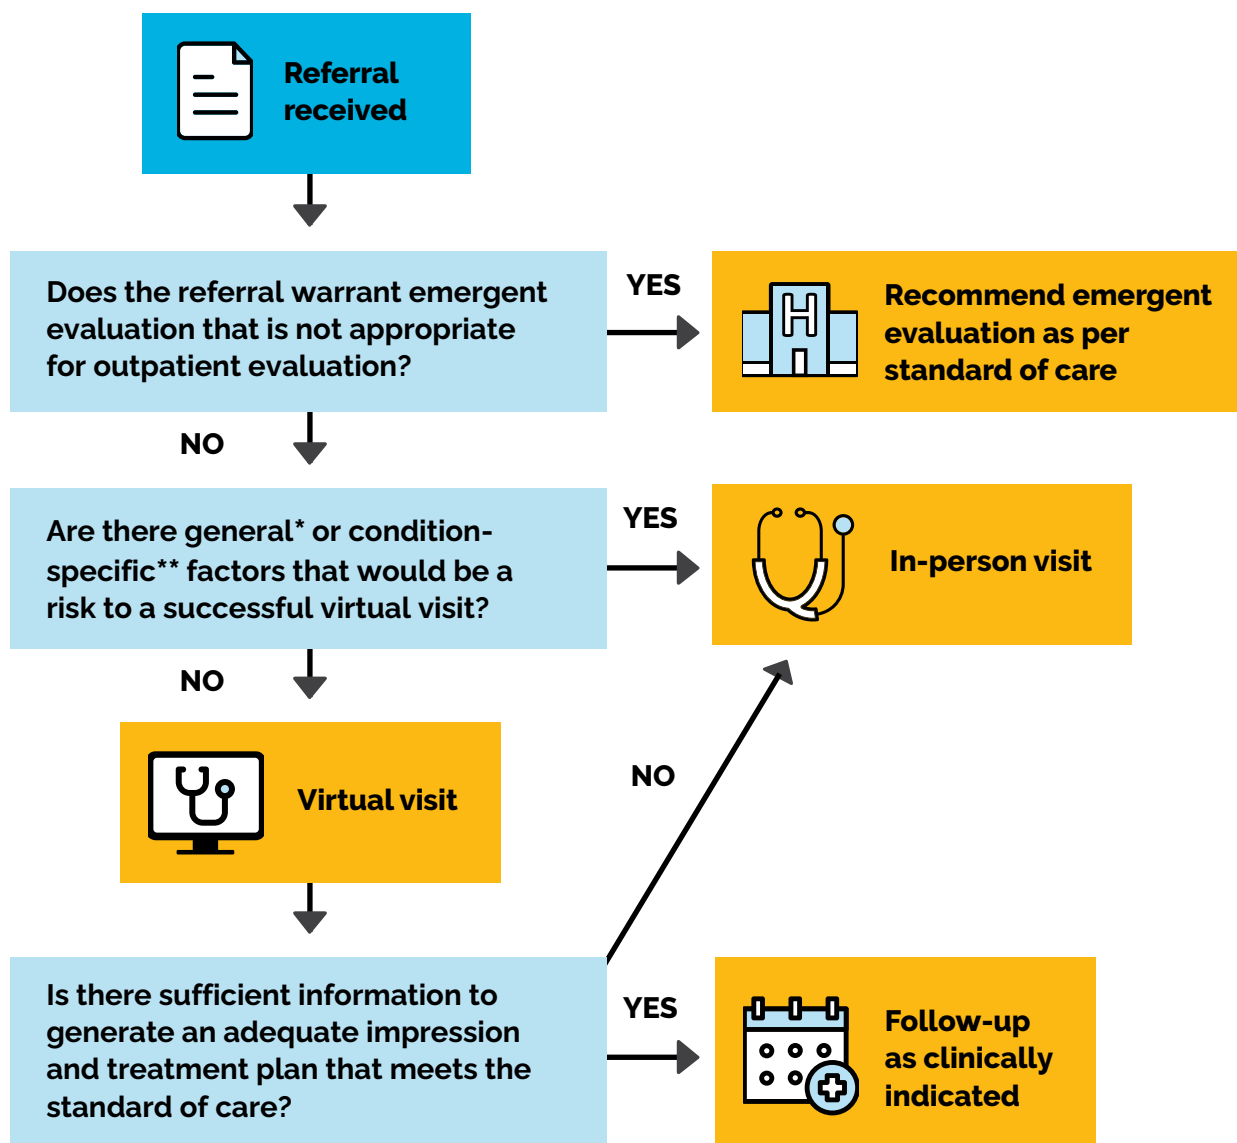 Referral
received
Does the referral warrant emergent
evaluation that is not appropriate
for outpatient evaluation?
YES
H
Recommend emergent
evaluation as per
standard of care
NO
Are there general* or condition-
specific** factors that would be a
risk to a successful virtual visit?
YES
In-person visit
NO
Virtual visit
NO
Is there sufficient information to
generate an adequate impression
and treatment plan that meets the
standard of care?
YES
Follow-up
as clinically
indicated